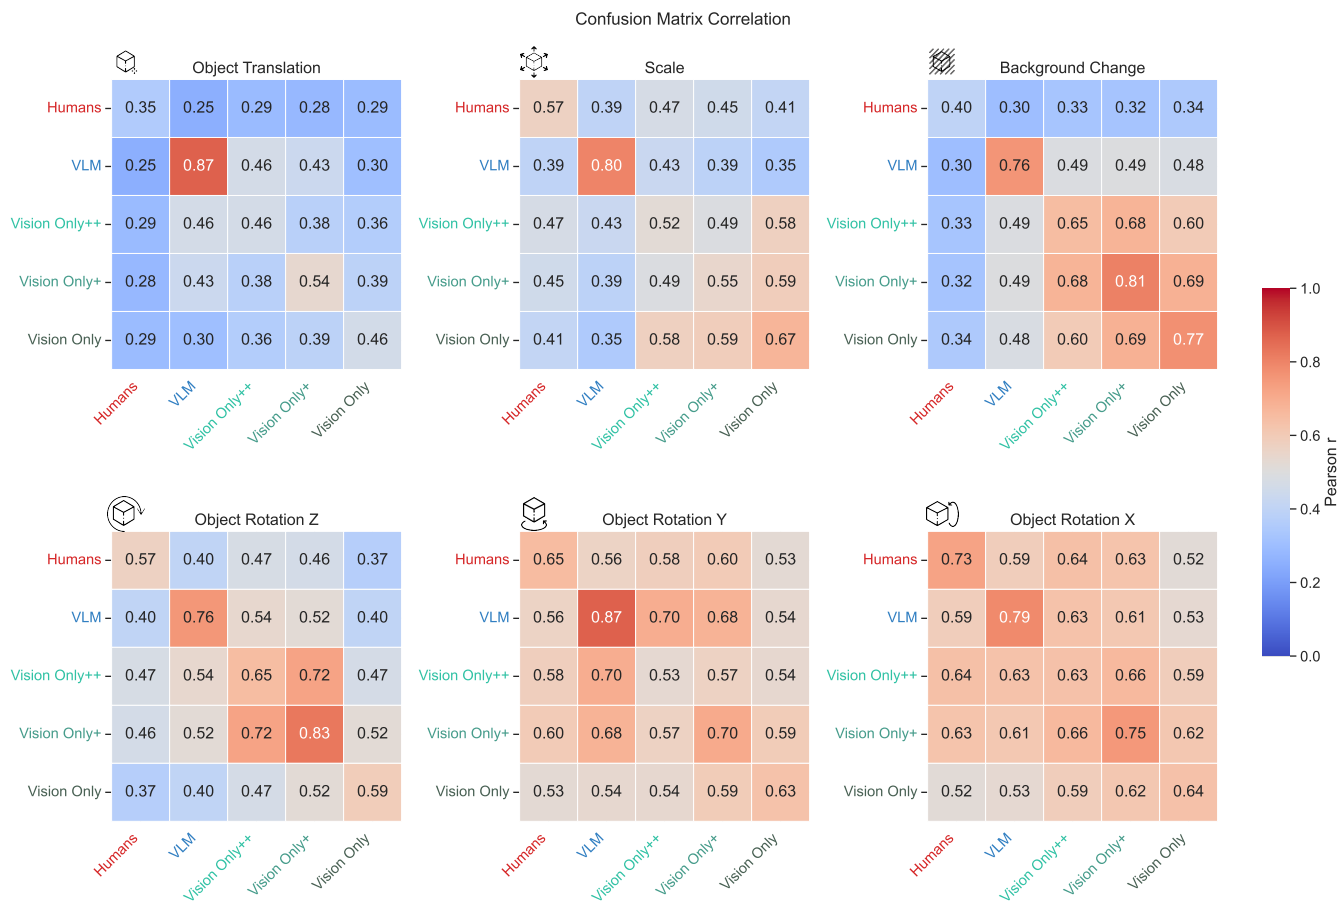 Confusion Matrix Correlation
Object Translation
Humans 0.35 0.25 0.29 0.28 0.29
VLM 0.25 0.87 0.46 0.43 0.30
Vision Only++ 0.29 0.46 0.46 0.38 0.36
Vision Only+ 0.28 0.43 0.38 0.54 0.39
Vision Only 0.29 0.30 0.36 0.39 0.46
Humans VLM Vision Only++ Vision Only+ Vision Only
Scale
Humans 0.57 0.39 0.47 0.45 0.41
VLM 0.39 0.80 0.43 0.39 0.35
Vision Only++ 0.47 0.43 0.52 0.49 0.58
Vision Only+ 0.45 0.39 0.49 0.55 0.59
Vision Only 0.41 0.35 0.58 0.59 0.67
Humans VLM Vision Only++ Vision Only+ Vision Only
Background Change
Humans 0.40 0.30 0.33 0.32 0.34
VLM 0.30 0.76 0.49 0.49 0.48
Vision Only++ 0.33 0.49 0.65 0.68 0.60
Vision Only+ 0.32 0.49 0.68 0.81 0.69
Vision Only 0.34 0.48 0.60 0.69 0.77
Humans VLM Vision Only++ Vision Only+ Vision Only
Object Rotation Z
Humans 0.57 0.40 0.47 0.46 0.37
VLM 0.40 0.76 0.54 0.52 0.40
Vision Only++ 0.47 0.54 0.65 0.72 0.47
Vision Only+ 0.46 0.52 0.72 0.83 0.52
Vision Only 0.37 0.40 0.47 0.52 0.59
Humans VLM Vision Only++ Vision Only+ Vision Only
Object Rotation Y
Humans 0.65 0.56 0.58 0.60 0.53
VLM 0.56 0.87 0.70 0.68 0.54
Vision Only++ 0.58 0.70 0.53 0.57 0.54
Vision Only+ 0.60 0.68 0.57 0.70 0.59
Vision Only 0.53 0.54 0.54 0.59 0.63
Humans VLM Vision Only++ Vision Only+ Vision Only
Object Rotation X
Humans 0.73 0.59 0.64 0.63 0.52
VLM 0.59 0.79 0.63 0.61 0.53
Vision Only++ 0.64 0.63 0.63 0.66 0.59
Vision Only+ 0.63 0.61 0.66 0.75 0.62
Vision Only 0.52 0.53 0.59 0.62 0.64
Humans VLM Vision Only++ Vision Only+ Vision Only
1.0
0.8
0.6
0.4
0.2
0.0
Pearson r